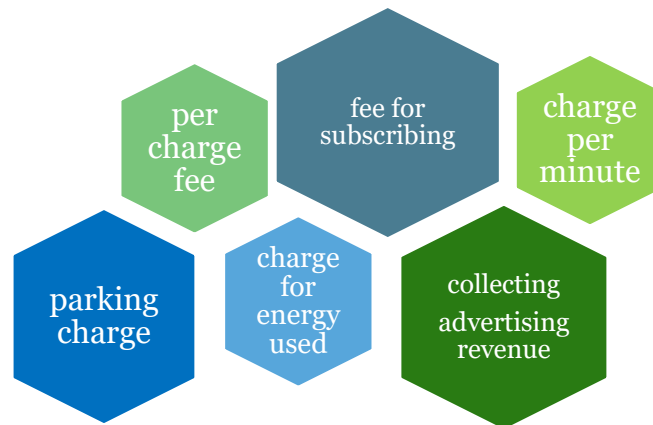 per
charge
fee
fee for
subscribing
charge
per
minute
parking
charge
charge
for
energy
used
collecting
advertising
revenue